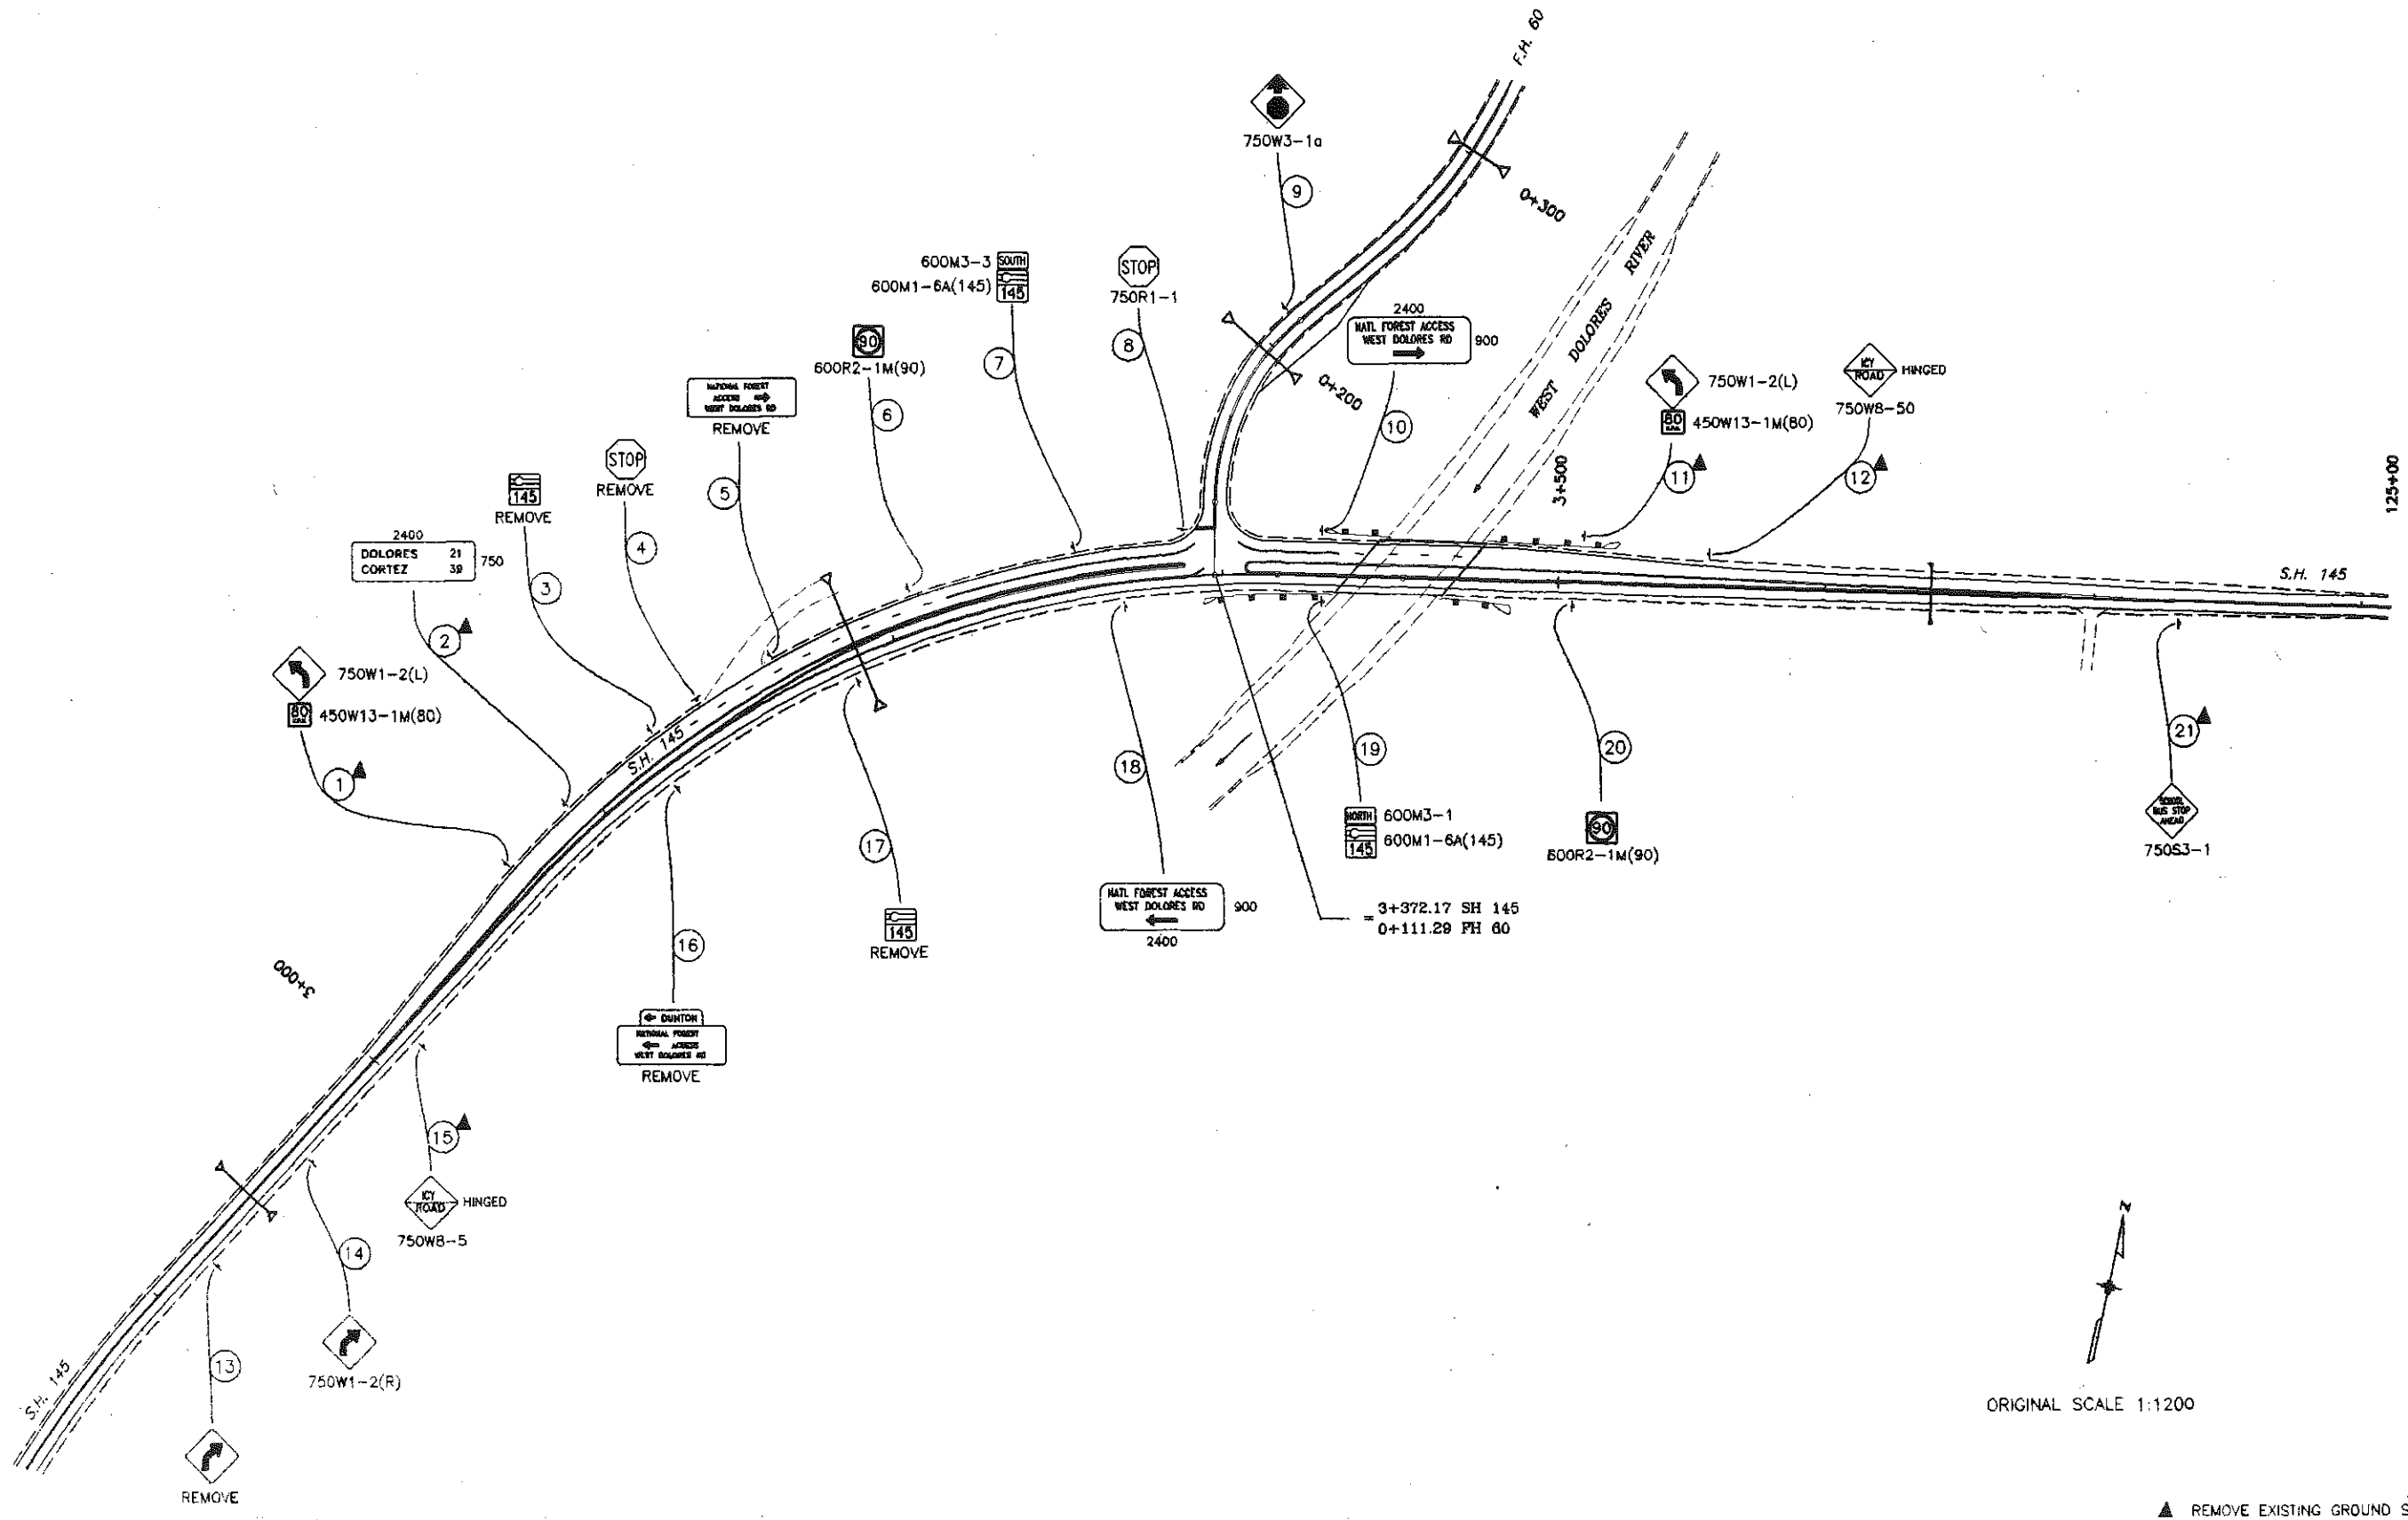 F.H. 60
750W3-1a
9
0+300
WEST DOLORES RIVER
600M3-3 SOUTH
600M1-6A(145) 145
7
STOP
750R1-1
8
0+200
2400
NATL FOREST ACCESS
WEST DOLORES RD
900
10
90
600R2-1M(90)
6
NATIONAL FOREST
ACCESS
WEST DOLORES RD
REMOVE
5
STOP
REMOVE
4
145
REMOVE
3
2400
DOLORES 21
CORTEZ 39
750
2
750W1-2(L)
80 450W13-1M(80)
1
750W1-2(L)
80 450W13-1M(80)
11
ICY
ROAD
HINGED
750W8-50
12
3+500
125+00
S.H. 145
S.H. 145
3+000
S.H. 145
13
REMOVE
14
750W1-2(R)
15
ICY
ROAD
HINGED
750W8-5
16
DUNTON
NATIONAL FOREST
ACCESS
WEST DOLORES RD
REMOVE
17
145
REMOVE
18
NATL FOREST ACCESS
WEST DOLORES RD
900
2400
19
NORTH 600M3-1
145 600M1-6A(145)
= 3+372.17 SH 145
0+111.29 FH 60
20
90
600R2-1M(90)
21
SCHOOL
BUS STOP
AHEAD
750S3-1
N
ORIGINAL SCALE 1:1200
▲ REMOVE EXISTING GROUND S